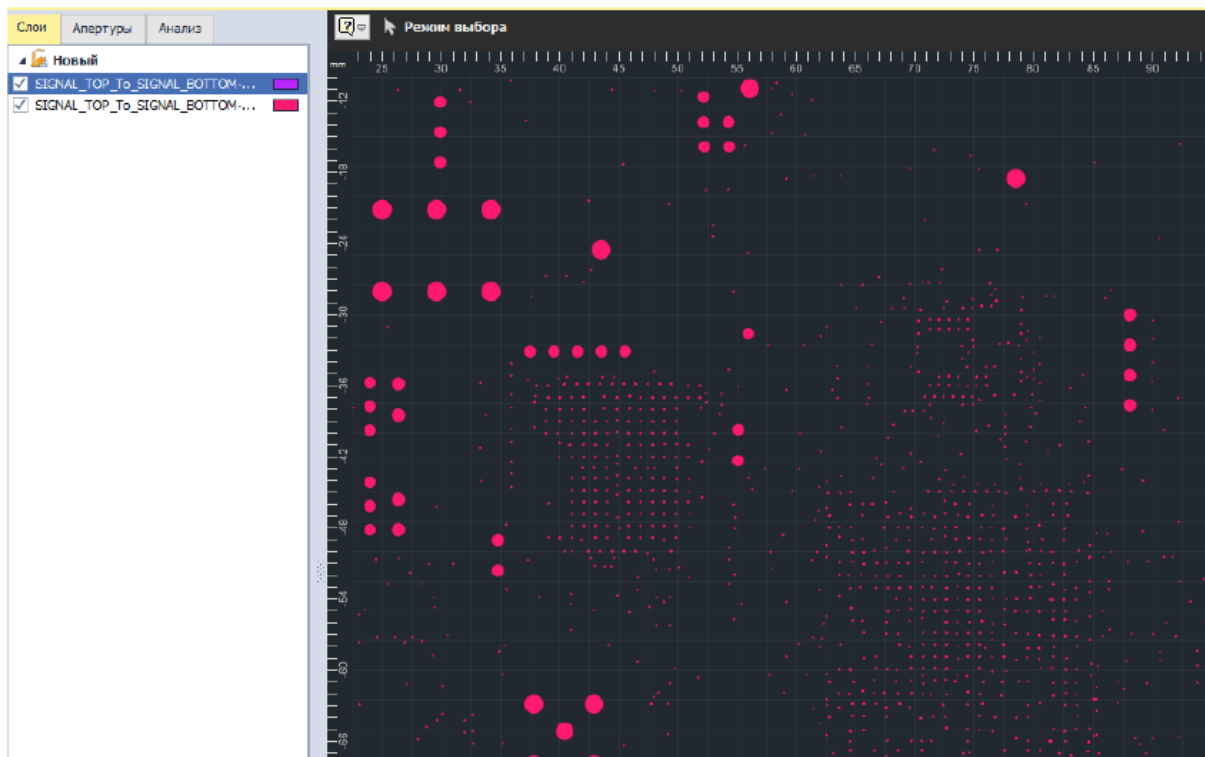 Слои Апертуры Анализ
Режим выбора
Новый
SIGNAL_TOP_To_SIGNAL_BOTTOM-...
SIGNAL_TOP_To_SIGNAL_BOTTOM-...
mm 25 30 35 40 45 50 55 60 65 70 75 80 85 90
-12
-18
-24
-30
-36
-42
-48
-54
-60
-66